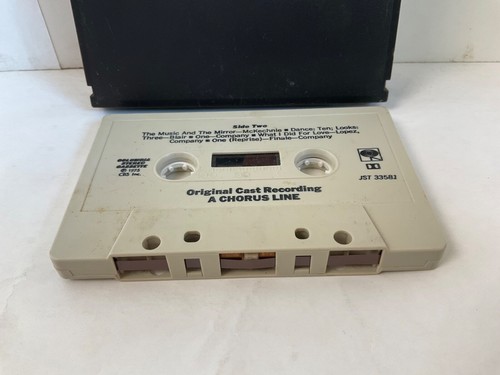 Side Two
The Music And The Mirror—McKechnie ■ Dance: Ten; Looks:
Three—Blair ■ One—Company ■ What I Did For Love—Lopez,
Company ■ One (Reprise)—Finale—Company
COLUMBIA
STEREO
CASSETTE
℗ 1975
CBS Inc.
JST 33581
Original Cast Recording
A CHORUS LINE